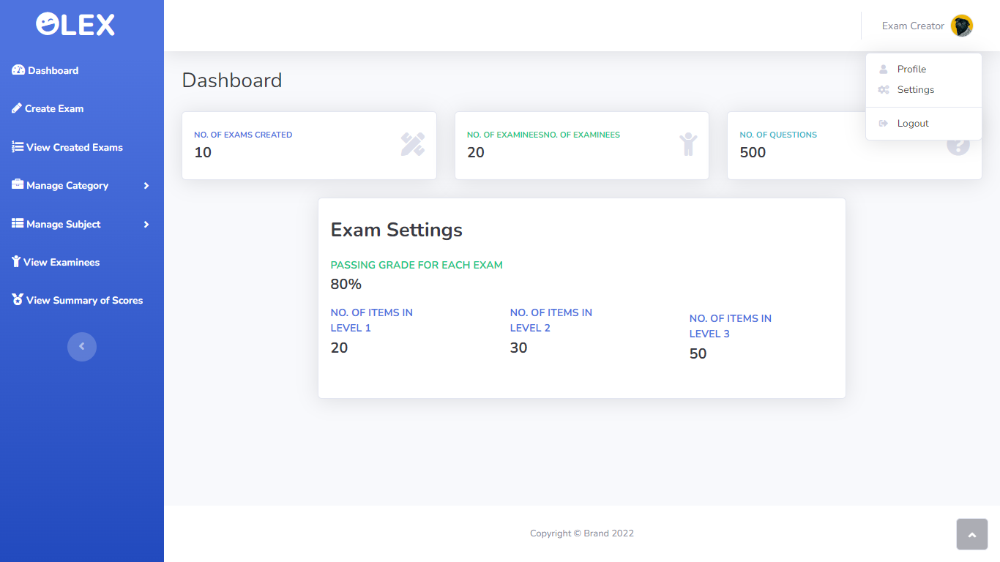 OLEX
Dashboard
Create Exam
View Created Exams
Manage Category
Manage Subject
View Examinees
View Summary of Scores
Exam Creator
Profile
Settings
Logout
Dashboard
NO. OF EXAMS CREATED
10
NO. OF EXAMINEESNO. OF EXAMINEES
20
NO. OF QUESTIONS
500
Exam Settings
PASSING GRADE FOR EACH EXAM
80%
NO. OF ITEMS IN
LEVEL 1
20
NO. OF ITEMS IN
LEVEL 2
30
NO. OF ITEMS IN
LEVEL 3
50
Copyright © Brand 2022